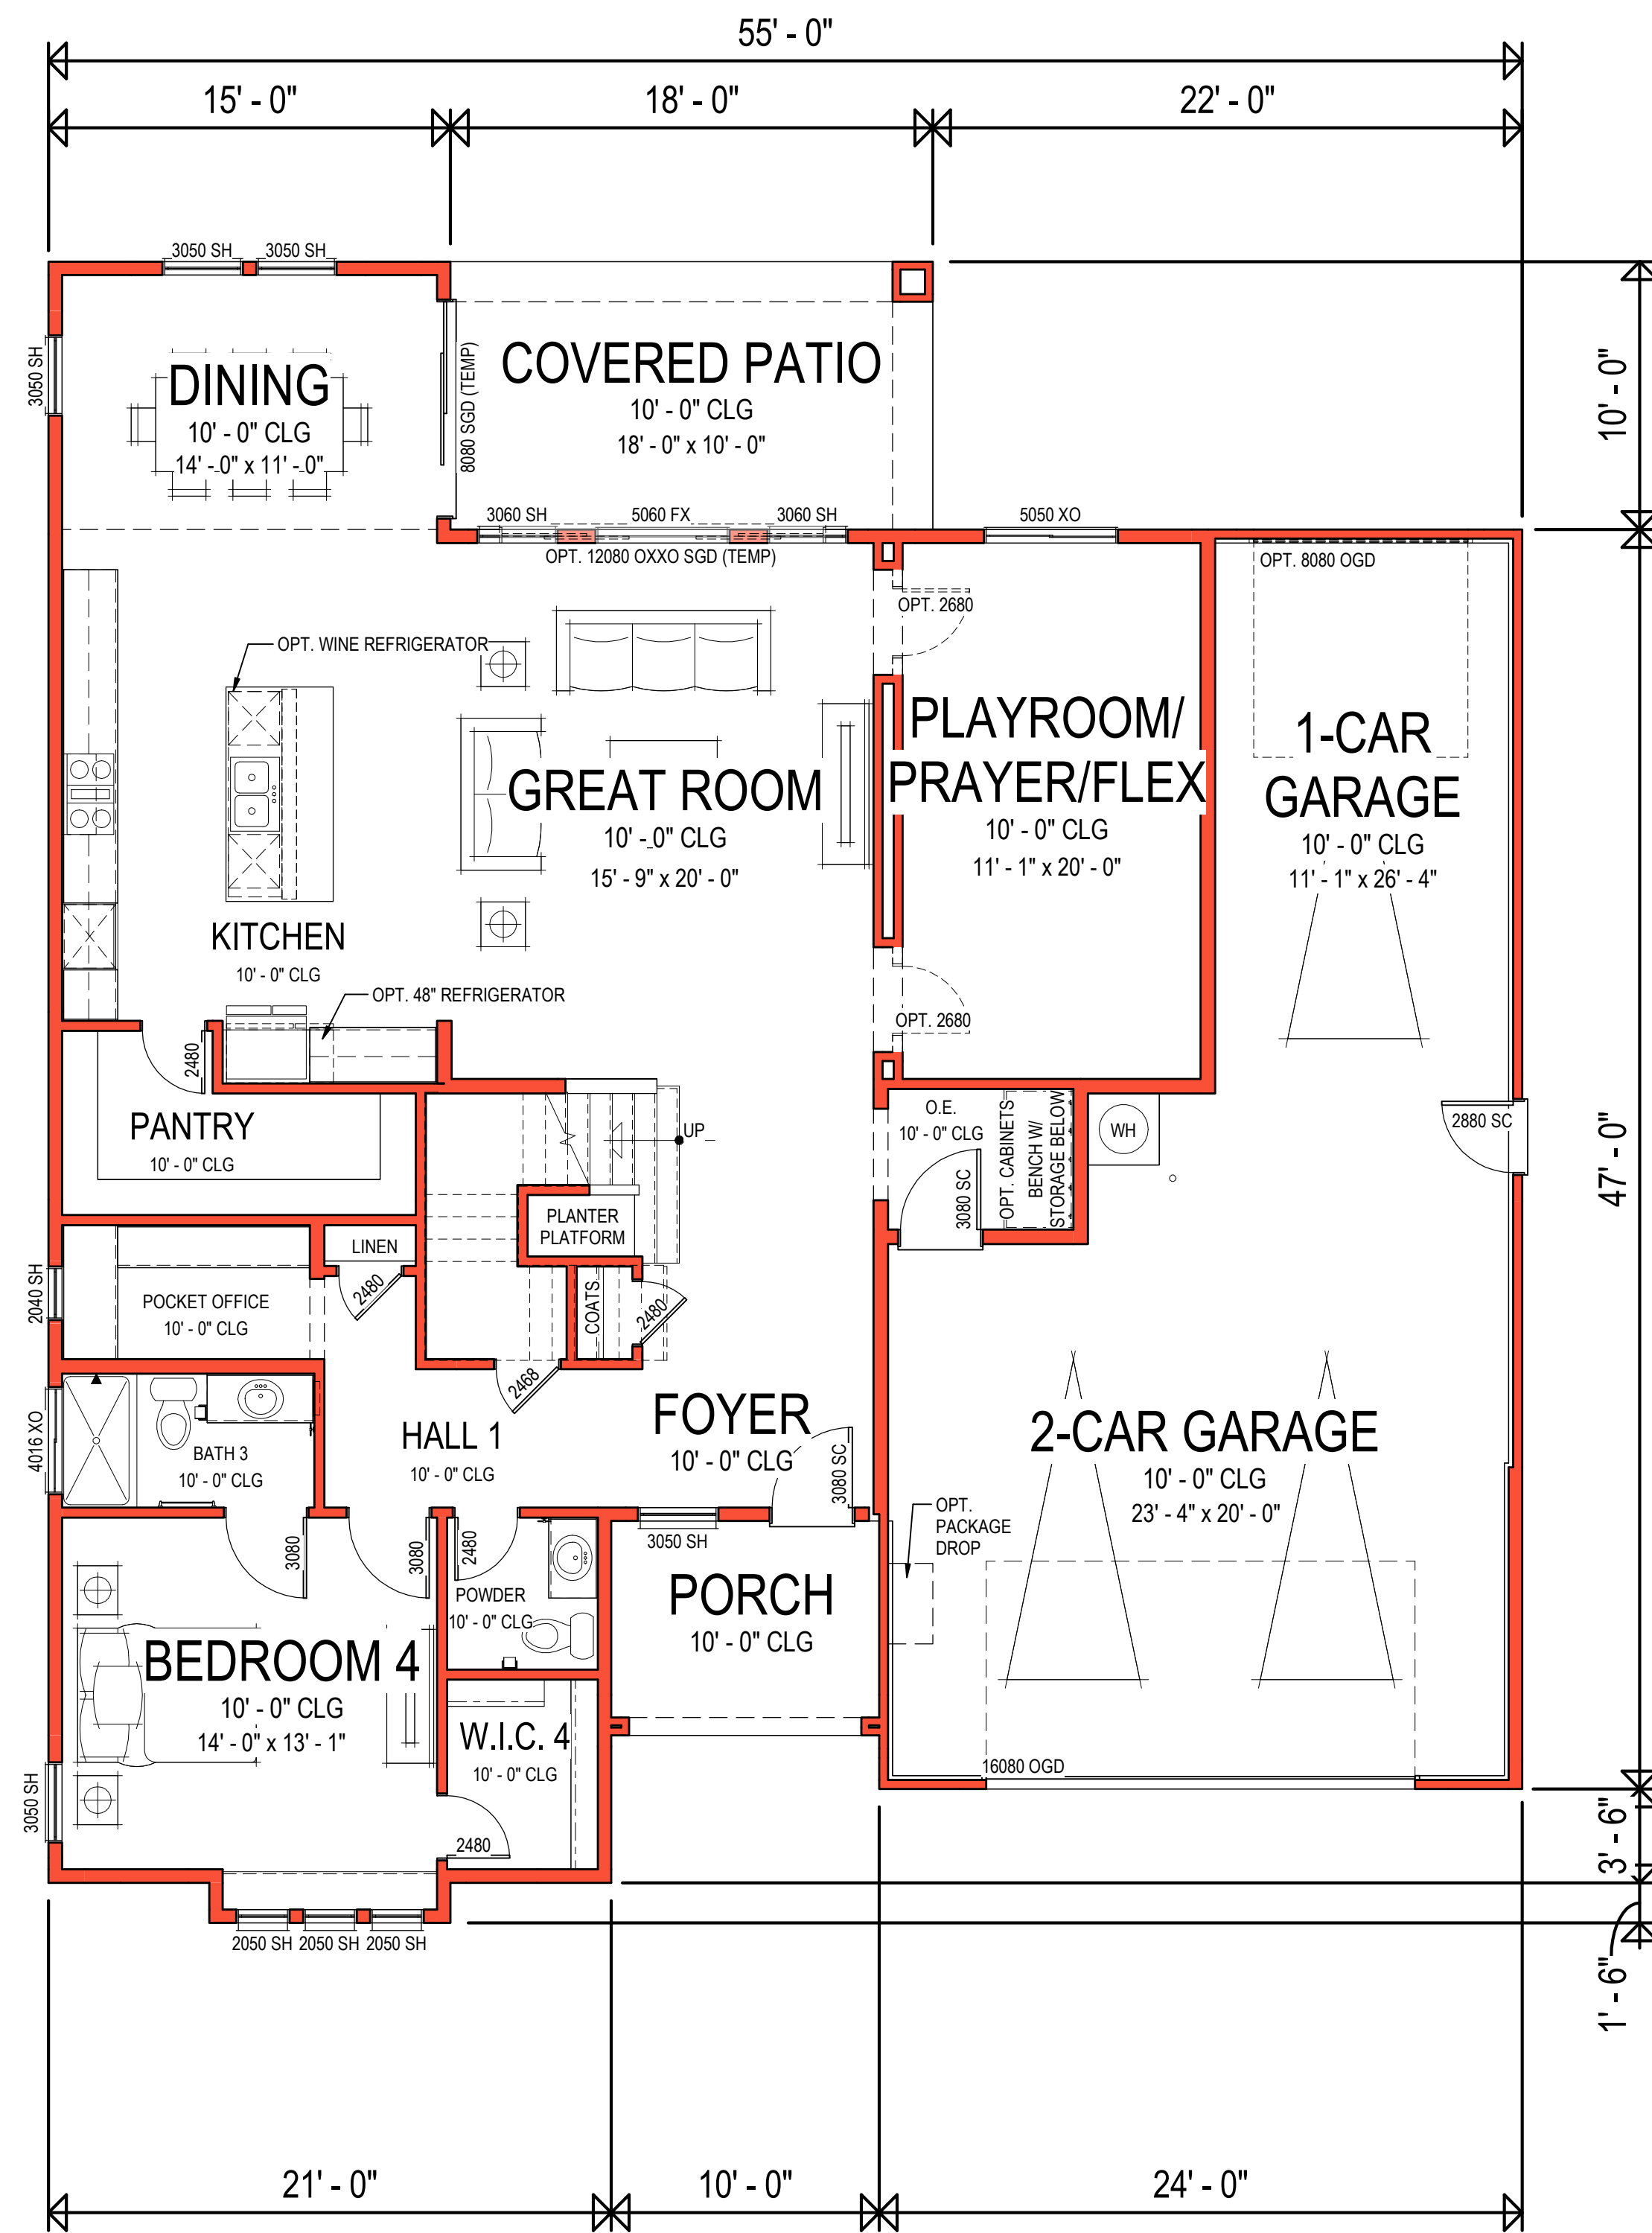 55' - 0"
15' - 0"
18' - 0"
22' - 0"
3050 SH
3050 SH
3050 SH
DINING
10' - 0" CLG
14' - 0" x 11' - 0"
8080 SGD (TEMP)
COVERED PATIO
10' - 0" CLG
18' - 0" x 10' - 0"
10' - 0"
3060 SH
5060 FX
3060 SH
OPT. 12080 OXXO SGD (TEMP)
5050 XO
OPT. 8080 OGD
OPT. 2680
OPT. WINE REFRIGERATOR
GREAT ROOM
10' - 0" CLG
15' - 9" x 20' - 0"
PLAYROOM/
PRAYER/FLEX
10' - 0" CLG
11' - 1" x 20' - 0"
1-CAR
GARAGE
10' - 0" CLG
11' - 1" x 26' - 4"
KITCHEN
10' - 0" CLG
OPT. 48" REFRIGERATOR
OPT. 2680
2480
PANTRY
10' - 0" CLG
UP
O.E.
10' - 0" CLG
OPT. CABINETS
BENCH W/
STORAGE BELOW
3080 SC
WH
2880 SC
47' - 0"
PLANTER
PLATFORM
LINEN
2480
2040 SH
POCKET OFFICE
10' - 0" CLG
COATS
2480
2468
4016 XO
BATH 3
10' - 0" CLG
HALL 1
10' - 0" CLG
FOYER
10' - 0" CLG
3080 SC
2-CAR GARAGE
10' - 0" CLG
23' - 4" x 20' - 0"
OPT.
PACKAGE
DROP
3050 SH
3080
3080
2480
POWDER
10' - 0" CLG
PORCH
10' - 0" CLG
BEDROOM 4
10' - 0" CLG
14' - 0" x 13' - 1"
W.I.C. 4
10' - 0" CLG
3050 SH
2480
16080 OGD
3' - 6"
1' - 6"
2050 SH
2050 SH
2050 SH
21' - 0"
10' - 0"
24' - 0"